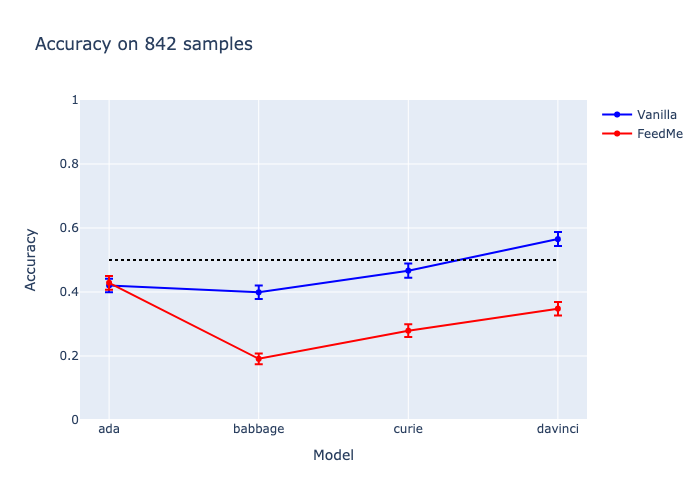 Accuracy on 842 samples
Vanilla
FeedMe
1
0.8
0.6
0.4
0.2
0
Accuracy
ada
babbage
curie
davinci
Model